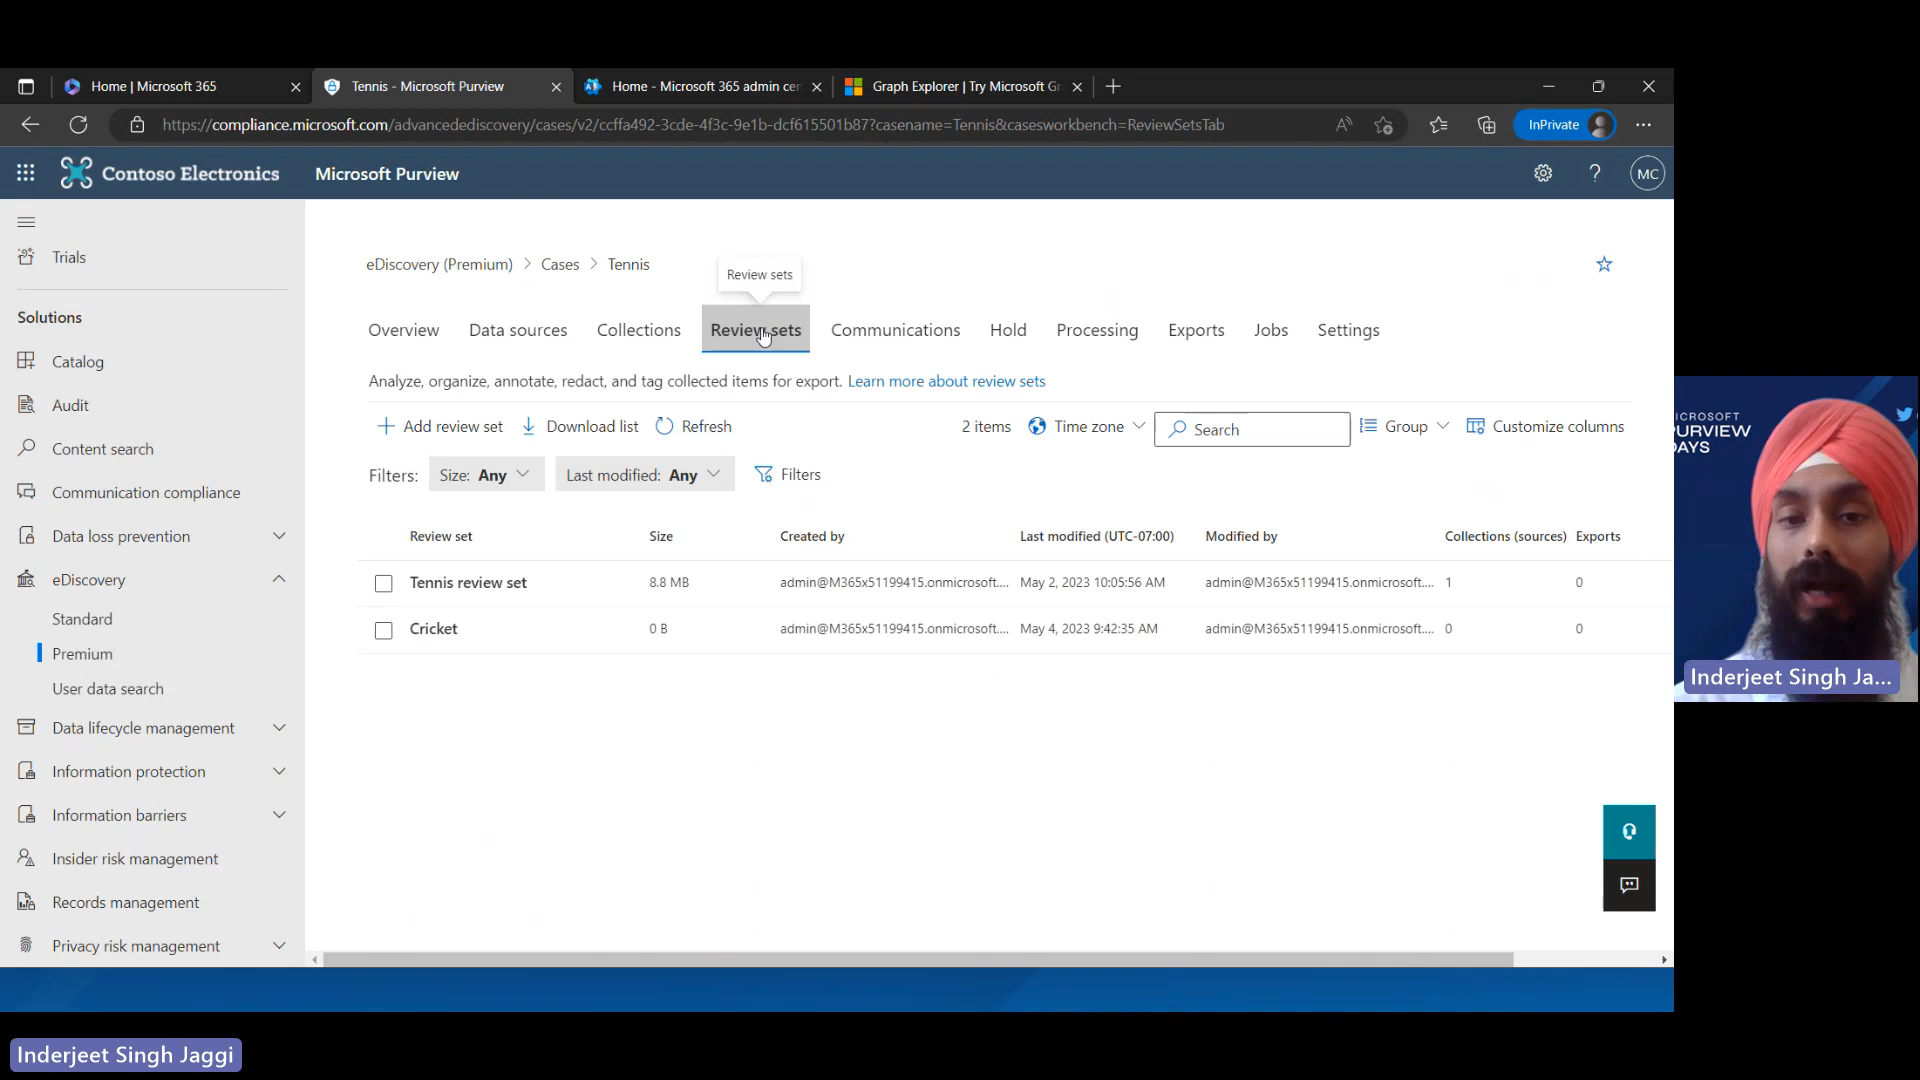 Home | Microsoft 365
Tennis - Microsoft Purview
Home - Microsoft 365 admin cen
Graph Explorer | Try Microsoft Gr
https://compliance.microsoft.com/advancedediscovery/cases/v2/ccffa492-3cde-4f3c-9e1b-dcf615501b87?casename=Tennis&casesworkbench=ReviewSetsTab
InPrivate
Contoso Electronics
Microsoft Purview
MC
Trials
Solutions
Catalog
Audit
Content search
Communication compliance
Data loss prevention
eDiscovery
Standard
Premium
User data search
Data lifecycle management
Information protection
Information barriers
Insider risk management
Records management
Privacy risk management
eDiscovery (Premium) > Cases > Tennis
Review sets
Overview Data sources Collections Review sets Communications Hold Processing Exports Jobs Settings
Analyze, organize, annotate, redact, and tag collected items for export. Learn more about review sets
Add review set Download list Refresh 2 items Time zone Search Group Customize columns
Filters: Size: Any Last modified: Any Filters
Review set Size Created by Last modified (UTC-07:00) Modified by Collections (sources) Exports
Tennis review set 8.8 MB admin@M365x51199415.onmicrosoft.... May 2, 2023 10:05:56 AM admin@M365x51199415.onmicrosoft.... 1 0
Cricket 0 B admin@M365x51199415.onmicrosoft.... May 4, 2023 9:42:35 AM admin@M365x51199415.onmicrosoft.... 0 0
ICROSOFT
URVIEW
AYS
Inderjeet Singh Ja...
Inderjeet Singh Jaggi